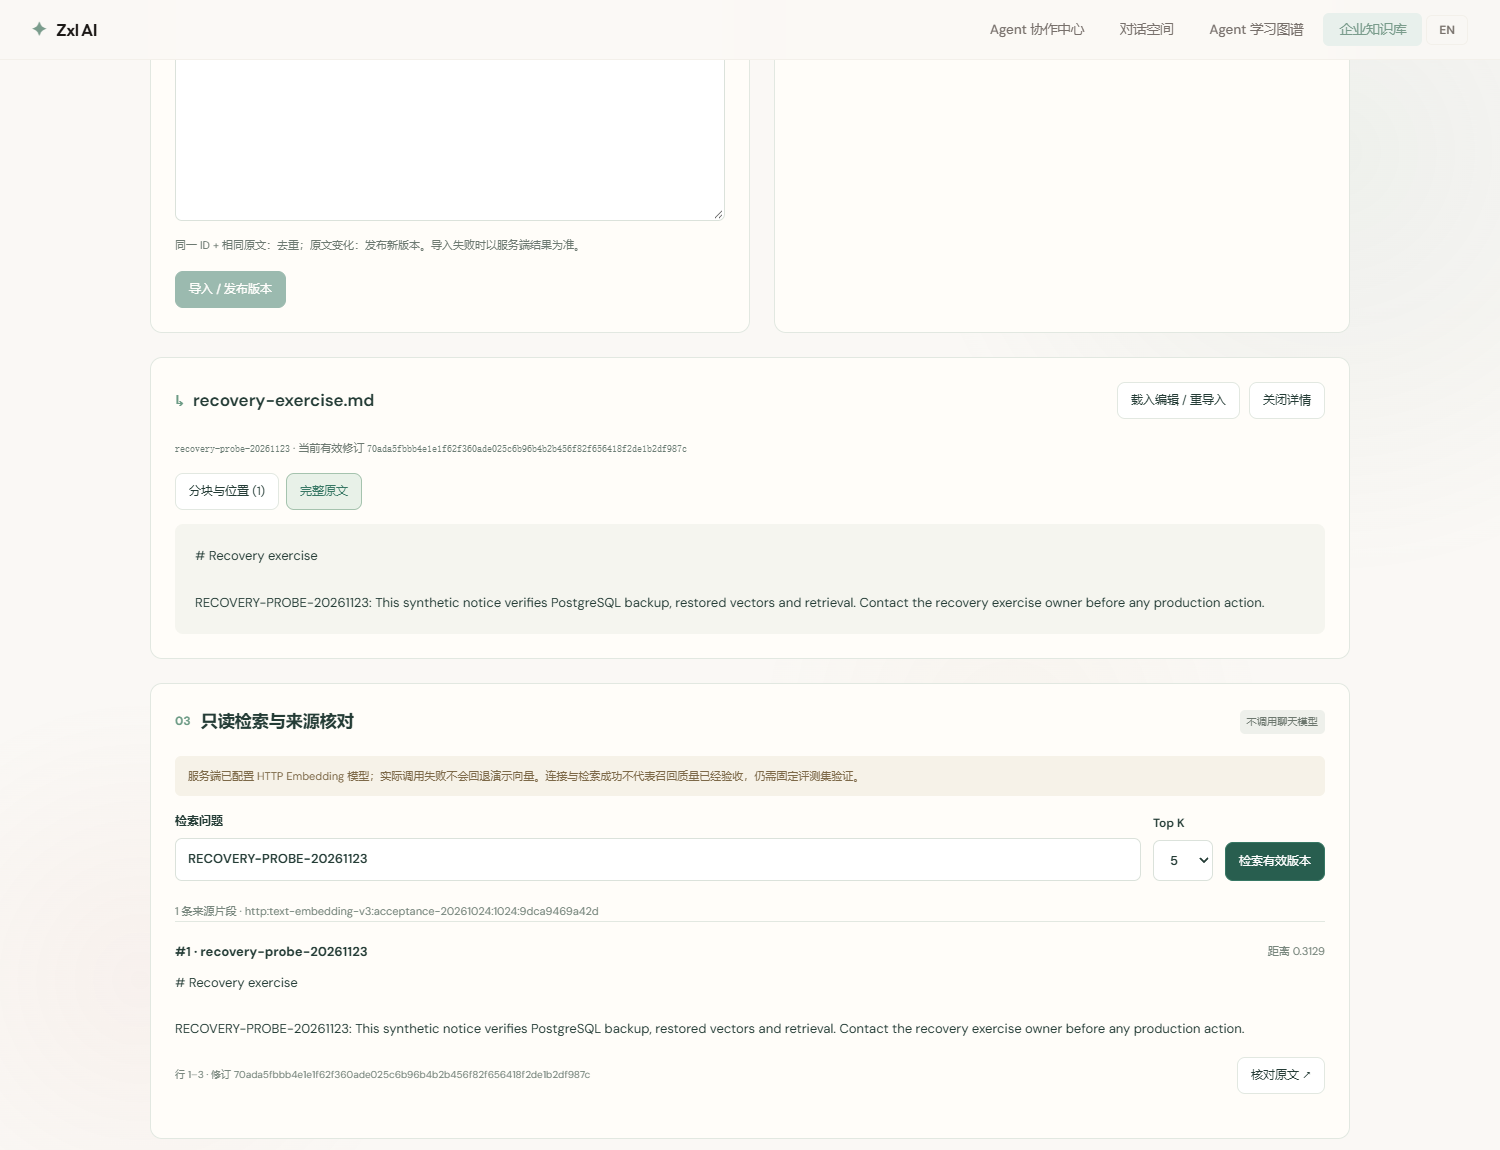 Zxl AI
Agent 协作中心
对话空间
Agent 学习图谱
企业知识库
EN
同一 ID + 相同原文：去重；原文变化：发布新版本。导入失败时以服务端结果为准。
导入 / 发布版本
↳ recovery-exercise.md
载入编辑 / 重导入
关闭详情
recovery-probe-20261123 · 当前有效修订 70ada5fbbb4e1e1f62f360ade025c6b96b4b2b456f82f656418f2de1b2df987c
分块与位置 (1)
完整原文
# Recovery exercise
RECOVERY-PROBE-20261123: This synthetic notice verifies PostgreSQL backup, restored vectors and retrieval. Contact the recovery exercise owner before any production action.
03 只读检索与来源核对
不调用聊天模型
服务端已配置 HTTP Embedding 模型；实际调用失败不会回退演示向量。连接与检索成功不代表召回质量已经验收，仍需固定评测集验证。
检索问题
Top K
RECOVERY-PROBE-20261123
5
检索有效版本
1 条来源片段 · http:text-embedding-v3:acceptance-20261024:1024:9dca9469a42d
#1 · recovery-probe-20261123
距离 0.3129
# Recovery exercise
RECOVERY-PROBE-20261123: This synthetic notice verifies PostgreSQL backup, restored vectors and retrieval. Contact the recovery exercise owner before any production action.
行 1-3 · 修订 70ada5fbbb4e1e1f62f360ade025c6b96b4b2b456f82f656418f2de1b2df987c
核对原文 ↗